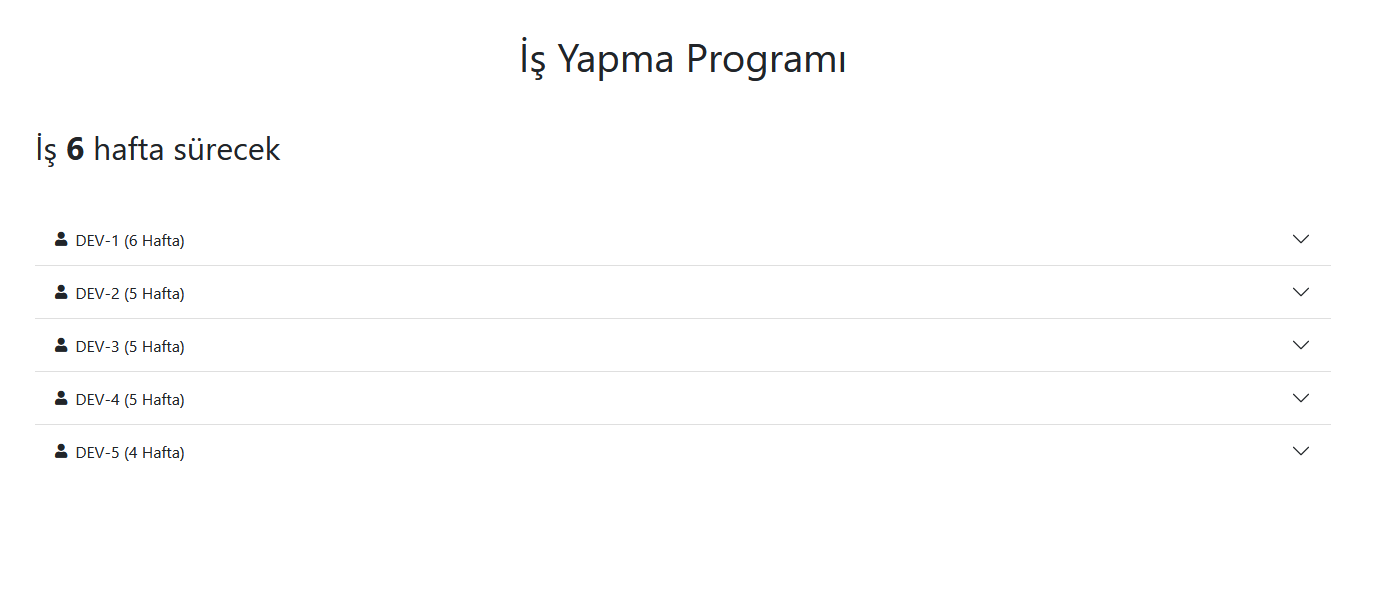 İş Yapma Programı
İş 6 hafta sürecek
DEV-1 (6 Hafta)
DEV-2 (5 Hafta)
DEV-3 (5 Hafta)
DEV-4 (5 Hafta)
DEV-5 (4 Hafta)